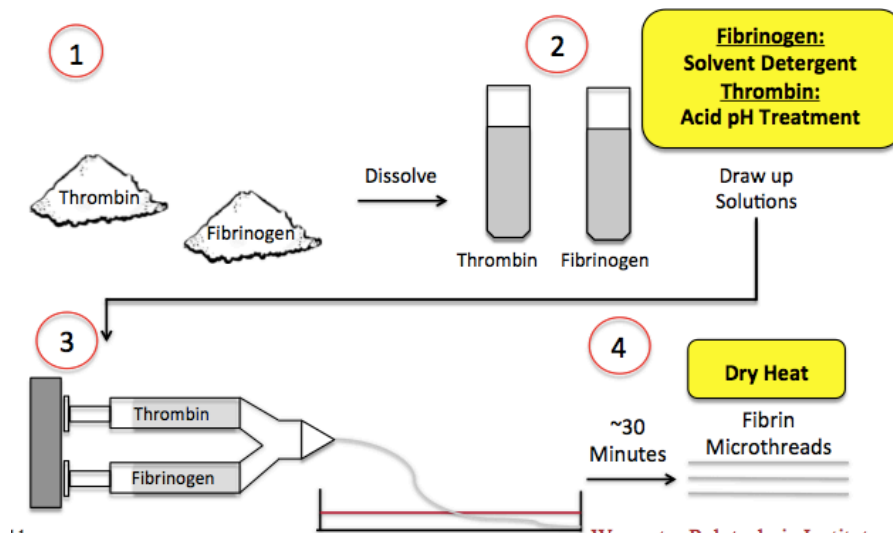 1
Thrombin
Fibrinogen
Dissolve
2
Thrombin
Fibrinogen
Fibrinogen:
Solvent Detergent
Thrombin:
Acid pH Treatment
Draw up
Solutions
3
Thrombin
Fibrinogen
4
~30
Minutes
Dry Heat
Fibrin
Microthreads